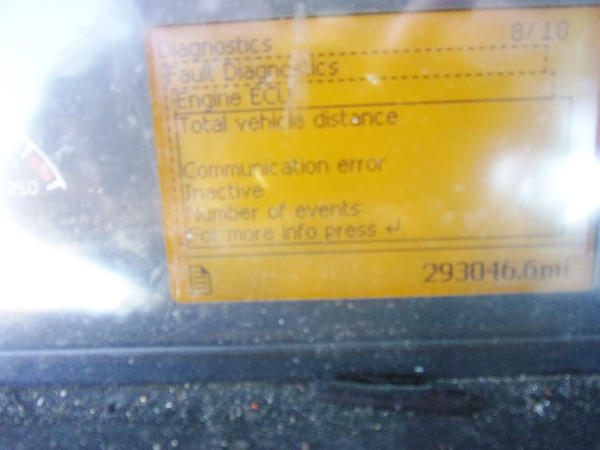 Diagnostics 8/18
Fault Diagnostics
Engine ECU
Total vehicle distance
Communication error
Inactive
Number of events:
For more info press ↵
293046.6mi
250